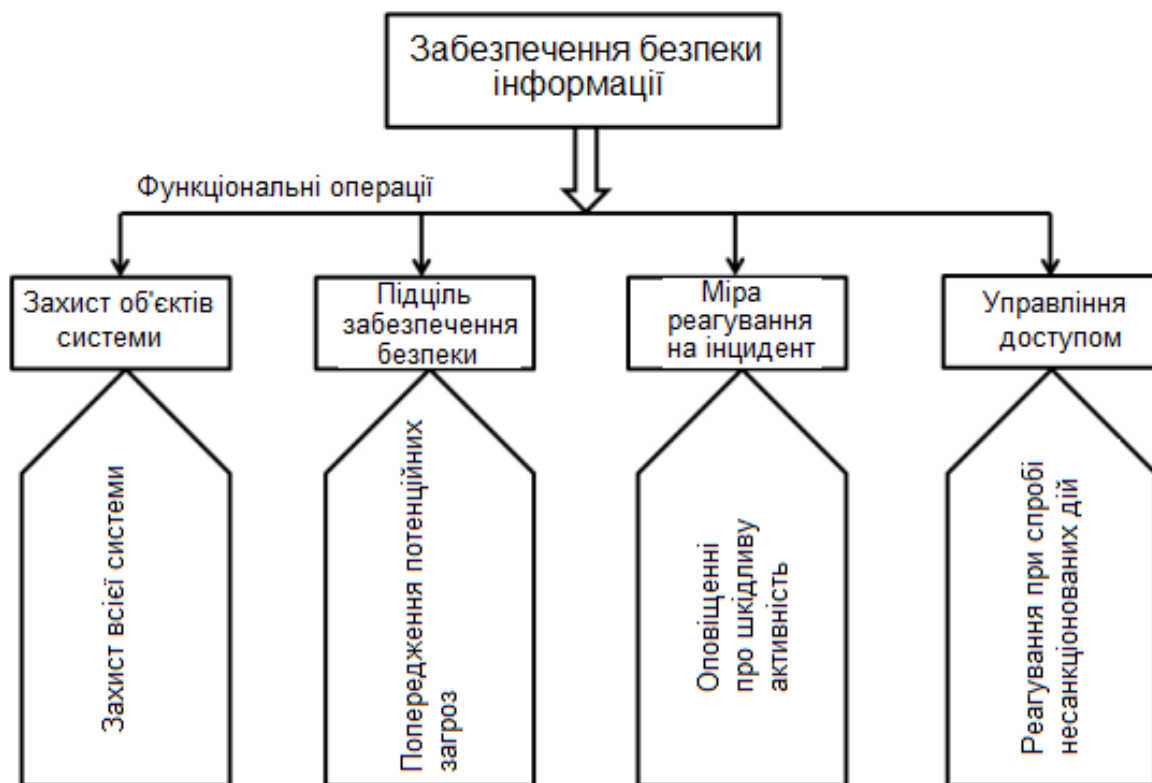 Забезпечення безпеки
інформації
Функціональні операції
Захист об'єктів
системи
Підціль
забезпечення
безпеки
Міра
реагування
на інцидент
Управління
доступом
Захист всієї системи
Попередження потенційних
загроз
Оповіщенні
про шкідливу
активність
Реагування при спробі
несанкціонованих дій